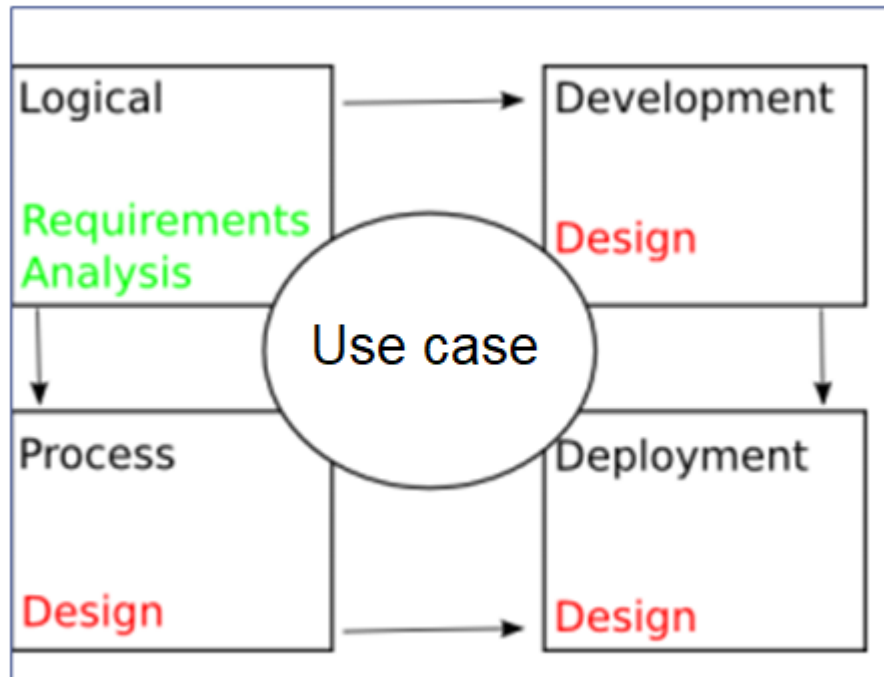 Logical
Requirements
Analysis
Development
Design
Use case
Process
Design
Deployment
Design